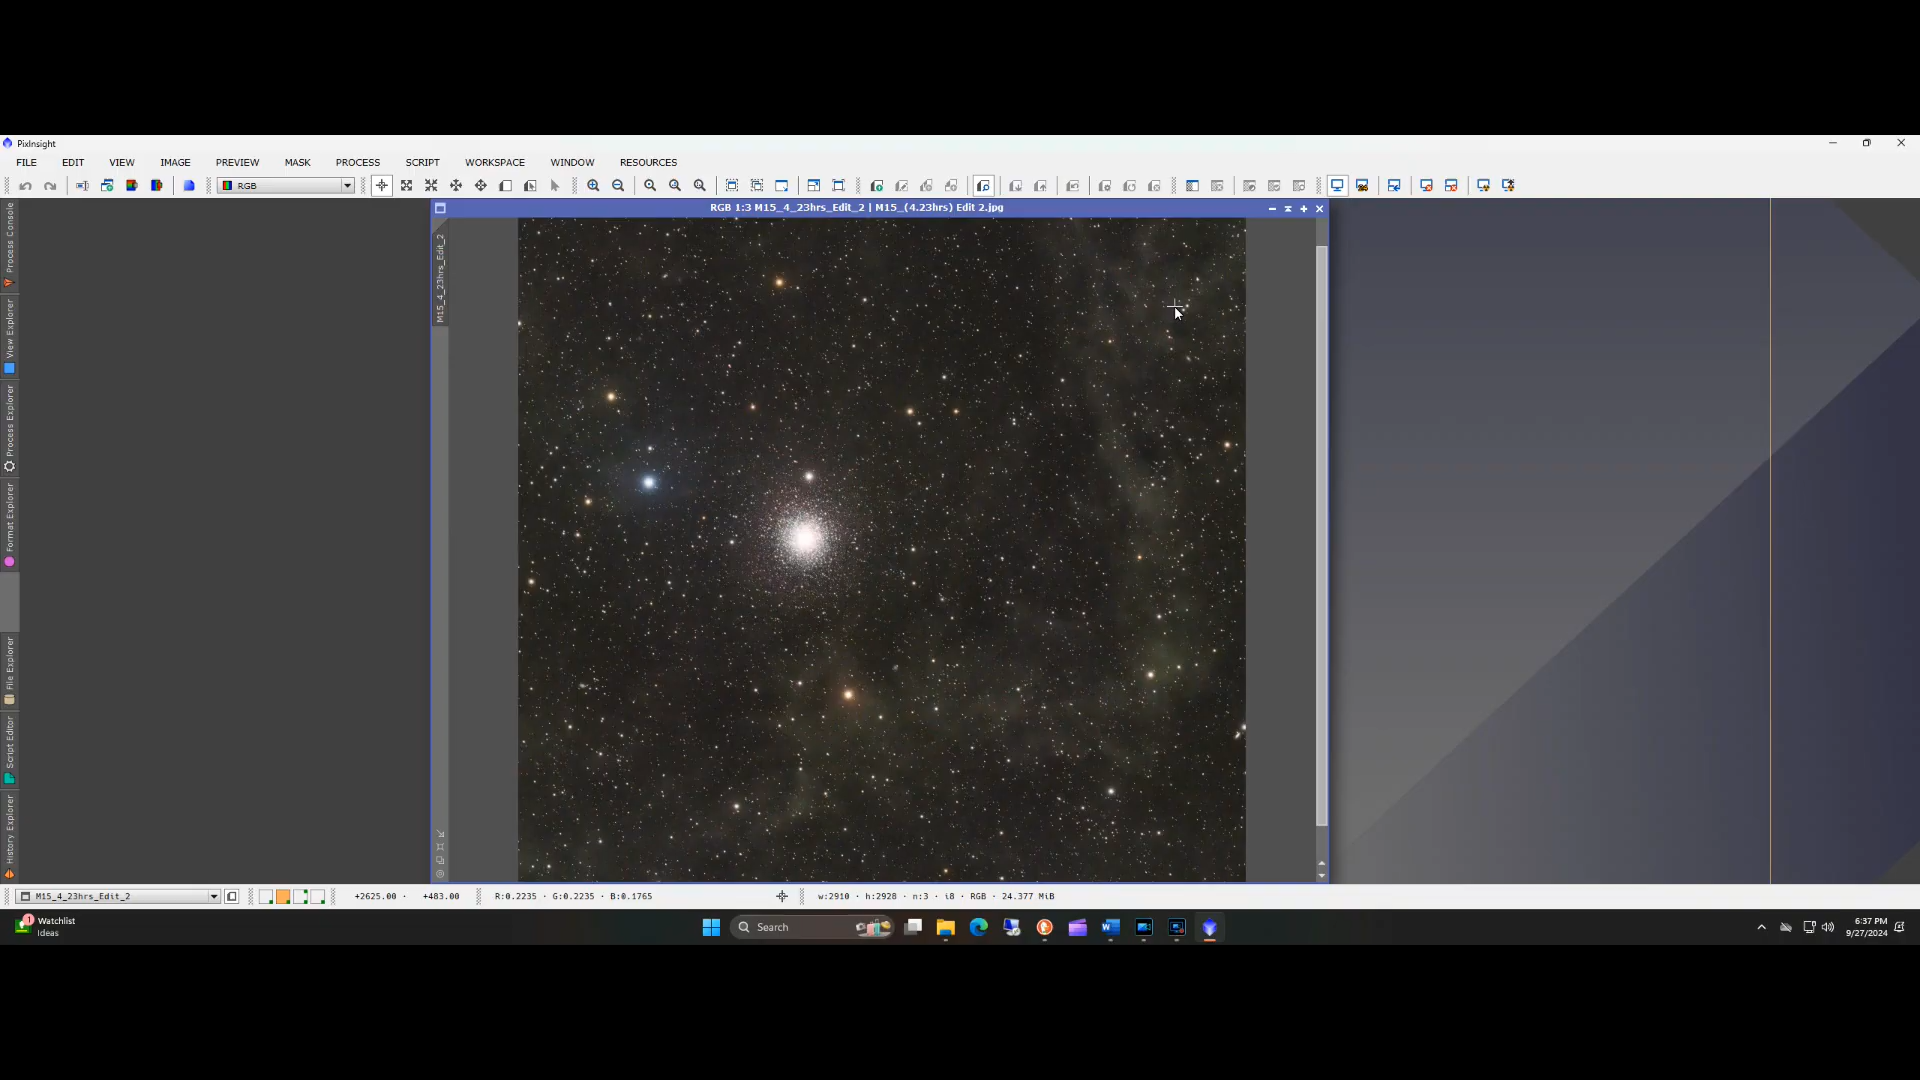 PixInsight
FILE EDIT VIEW IMAGE PREVIEW MASK PROCESS SCRIPT WORKSPACE WINDOW RESOURCES
RGB
RGB 1:3 M15_4_23hrs_Edit_2 | M15_(4.23hrs) Edit 2.jpg
M15_4_23hrs_Edit_2
Process Console
View Explorer
Process Explorer
Format Explorer
File Explorer
Script Editor
History Explorer
M15_4_23hrs_Edit_2
+2625.00 · +483.00
R:0.2235 · G:0.2235 · B:0.1765
w:2910 · h:2928 · n:3 · i8 · RGB · 24.377 MiB
1
Watchlist
Ideas
Search
6:37 PM
9/27/2024